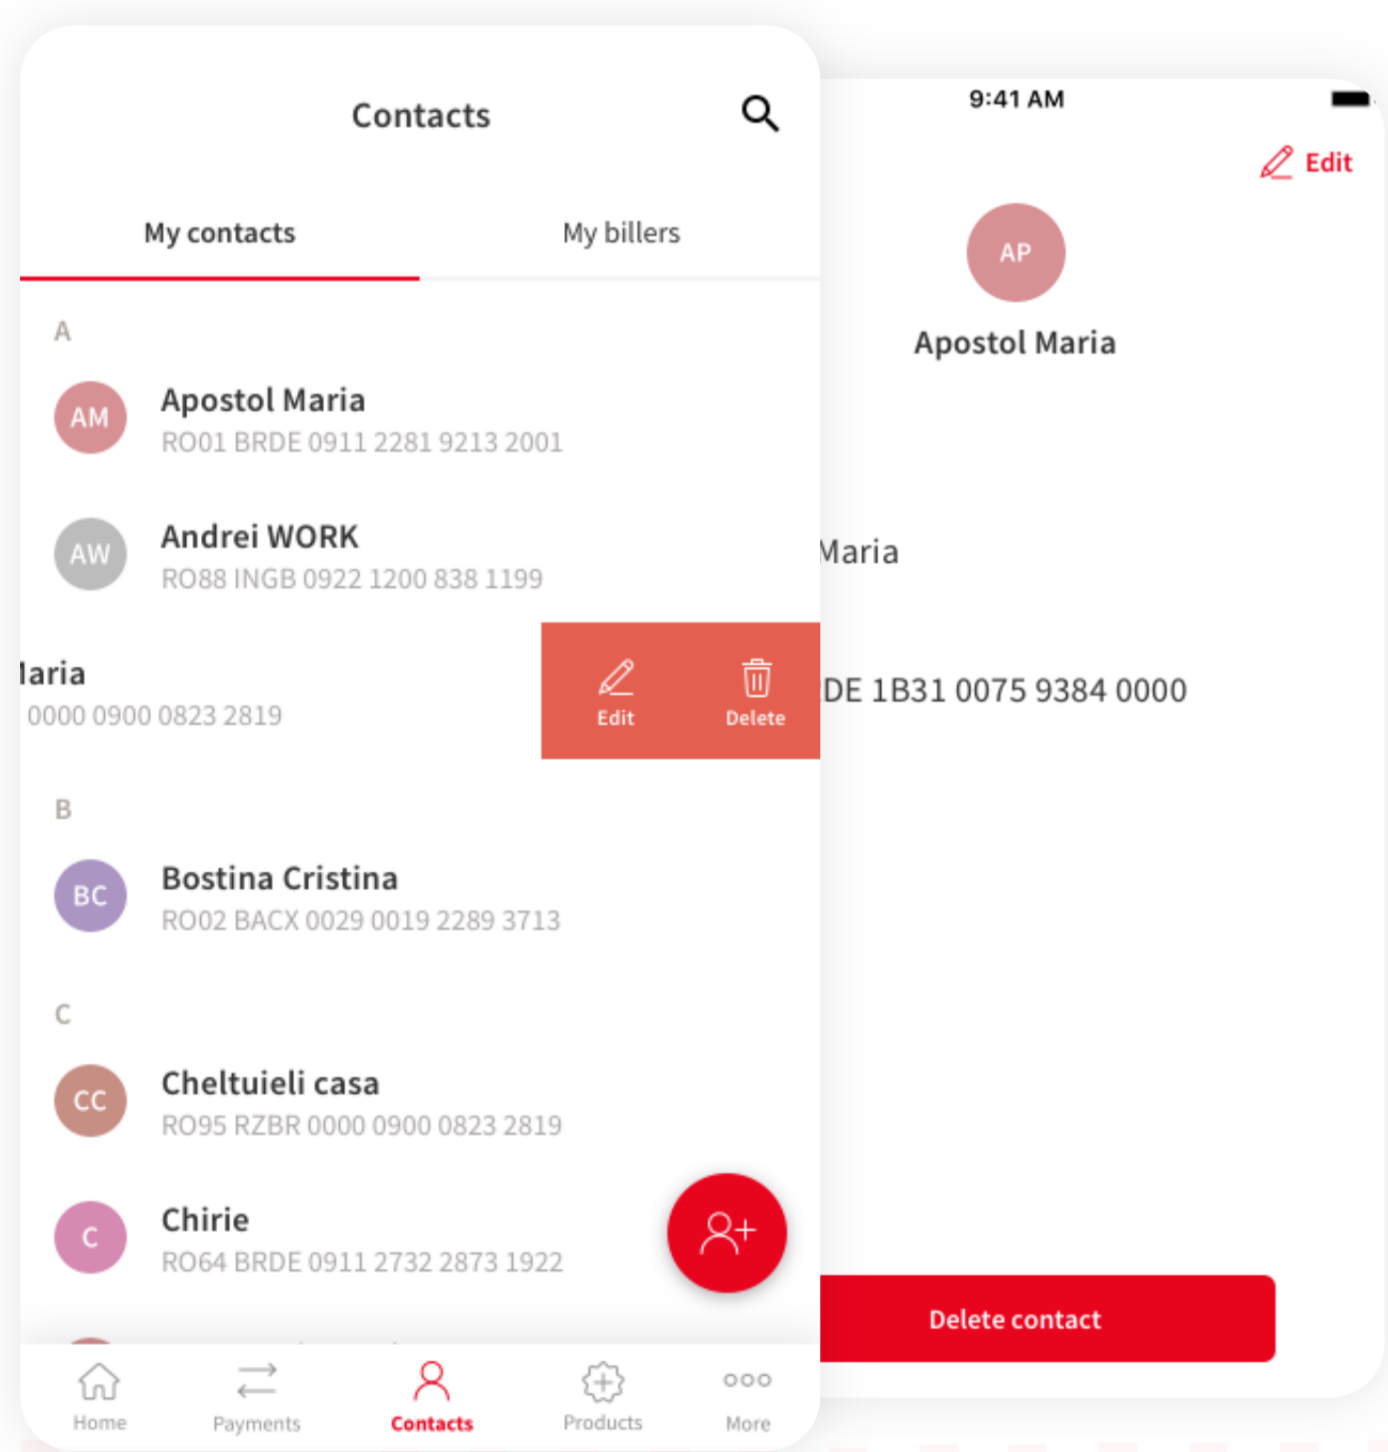 Contacts
My contacts
My billers
A
AM
Apostol Maria
RO01 BRDE 0911 2281 9213 2001
AW
Andrei WORK
RO88 INGB 0922 1200 838 1199
0000 0900 0823 2819
Edit
Delete
B
BC
Bostina Cristina
RO02 BACX 0029 0019 2289 3713
C
CC
Cheltuieli casa
RO95 RZBR 0000 0900 0823 2819
C
Chirie
RO64 BRDE 0911 2732 2873 1922
Home
Payments
Contacts
Products
More
9:41 AM
Edit
AP
Apostol Maria
Maria
DE 1B31 0075 9384 0000
Delete contact